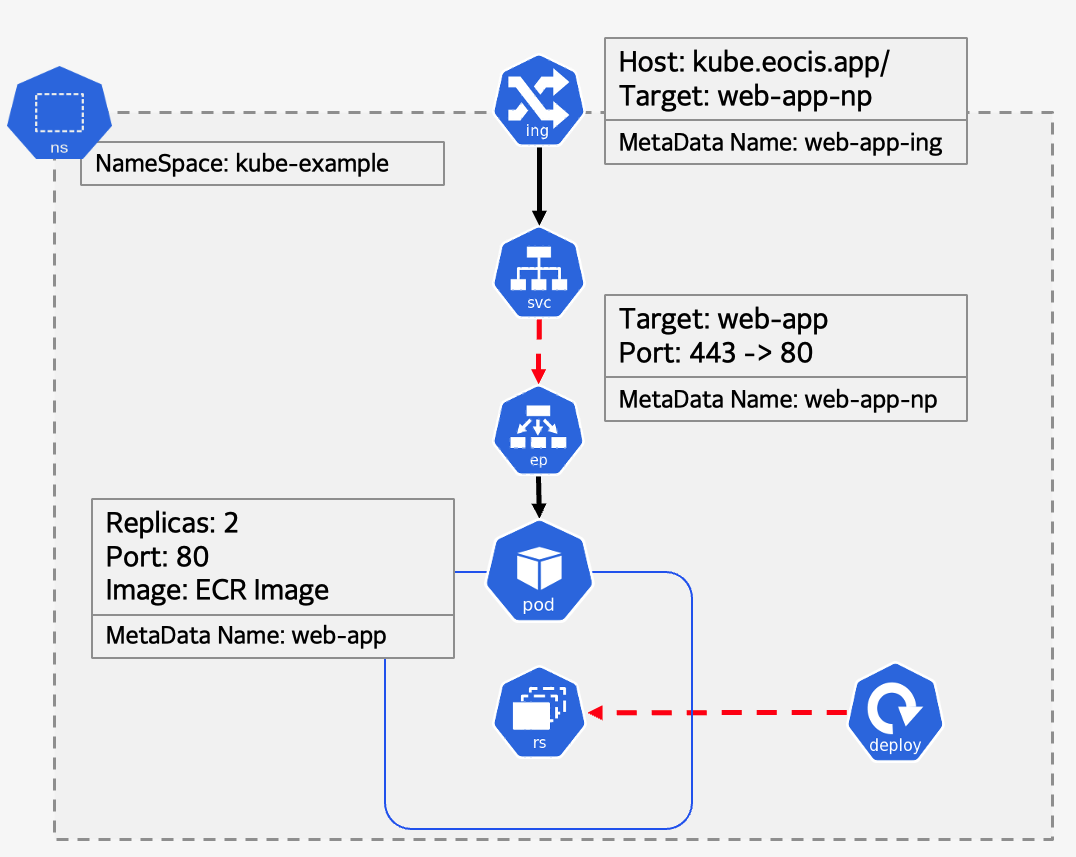 Host: kube.eocis.app/
Target: web-app-np
MetaData Name: web-app-ing
ing
ns
NameSpace: kube-example
svc
Target: web-app
Port: 443 -> 80
MetaData Name: web-app-np
ep
Replicas: 2
Port: 80
Image: ECR Image
MetaData Name: web-app
pod
rs
deploy